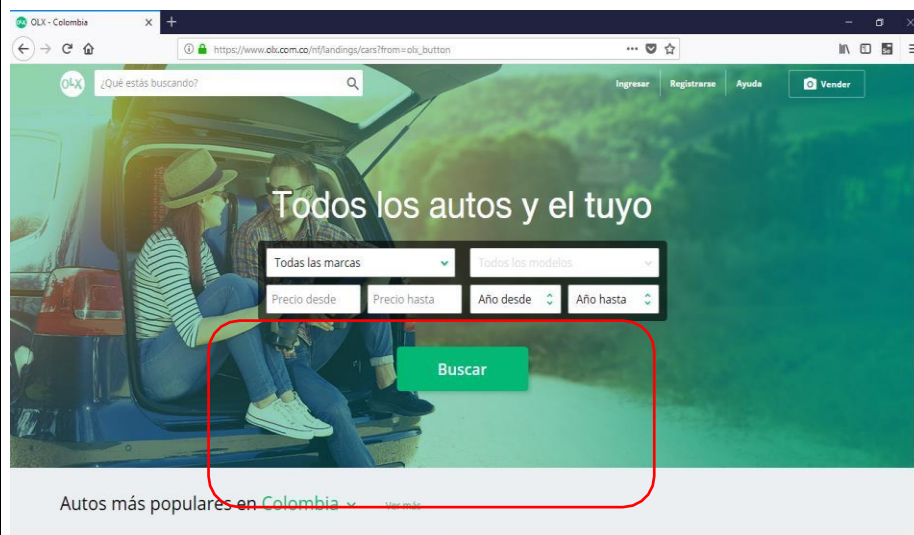 OLX - Colombia
https://www.olx.com.co/nf/landings/cars?from=olx_button
OLX
¿Qué estás buscando?
Ingresar
Registrarse
Ayuda
Vender
Todos los autos y el tuyo
Todas las marcas
Todos los modelos
Precio desde
Precio hasta
Año desde
Año hasta
Buscar
Autos más populares en Colombia
Ver más